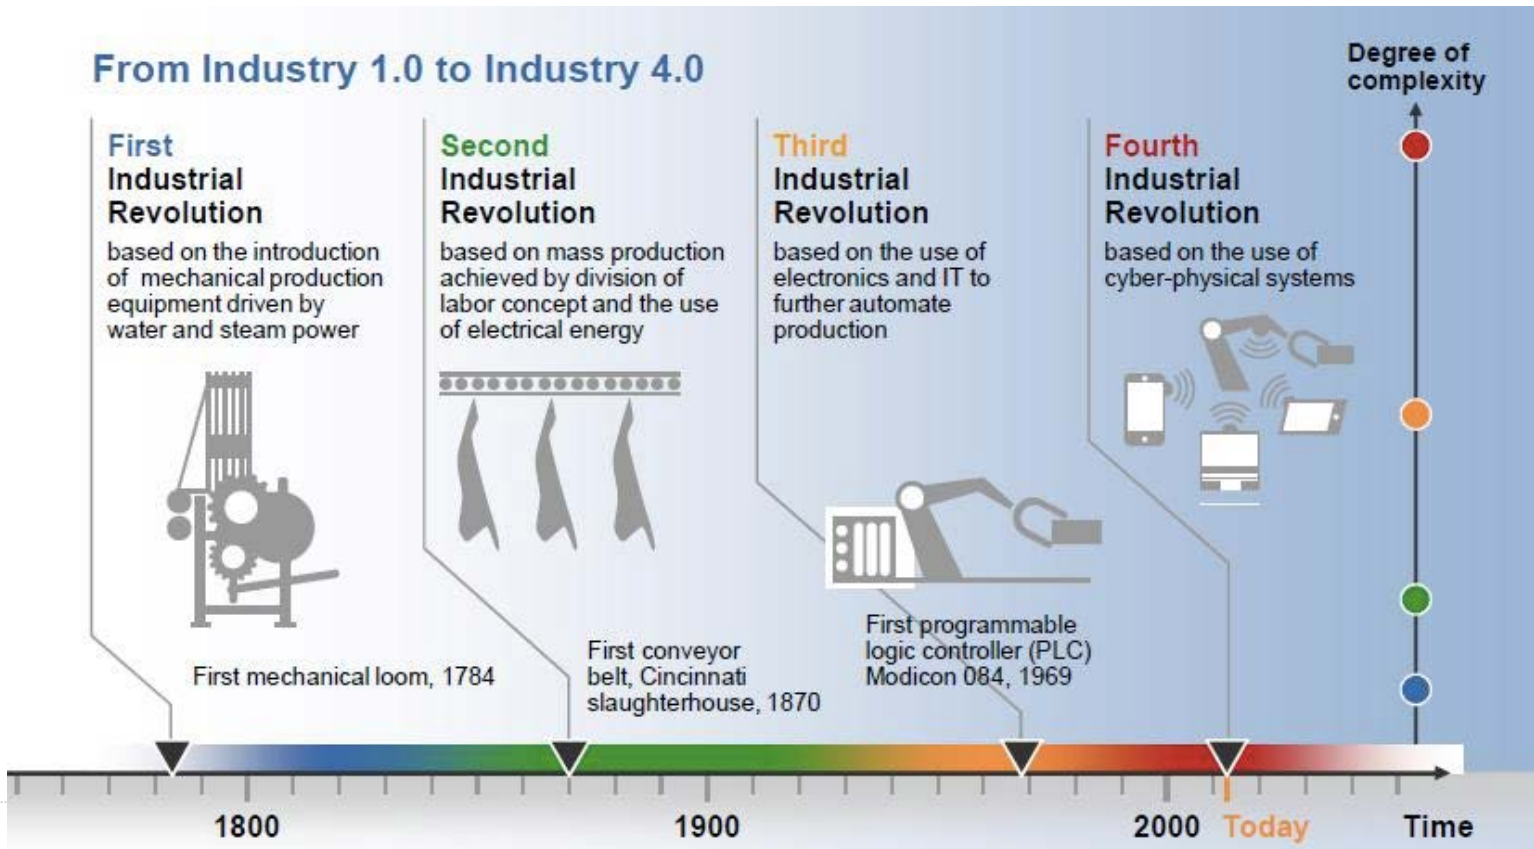 From Industry 1.0 to Industry 4.0
Degree of
complexity
First
Industrial
Revolution
based on the introduction
of mechanical production
equipment driven by
water and steam power
First mechanical loom, 1784
Second
Industrial
Revolution
based on mass production
achieved by division of
labor concept and the use
of electrical energy
First conveyor
belt, Cincinnati
slaughterhouse, 1870
Third
Industrial
Revolution
based on the use of
electronics and IT to
further automate
production
First programmable
logic controller (PLC)
Modicon 084, 1969
Fourth
Industrial
Revolution
based on the use of
cyber-physical systems
1800
1900
2000
Today
Time